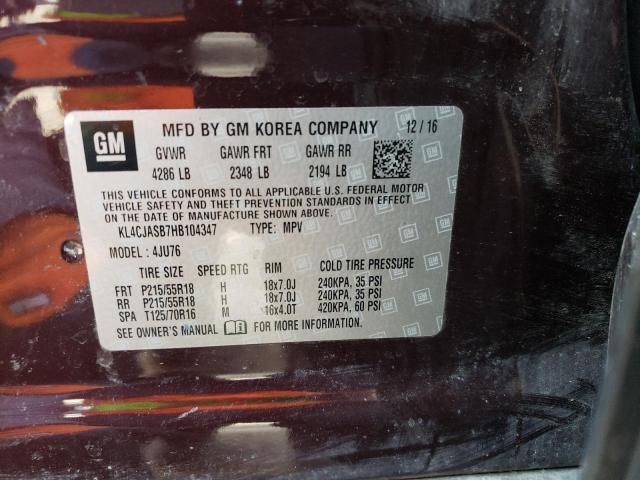 GM MFD BY GM KOREA COMPANY 12/16
GVWR GAWR FRT GAWR RR
4286 LB 2348 LB 2194 LB
THIS VEHICLE CONFORMS TO ALL APPLICABLE U.S. FEDERAL MOTOR
VEHICLE SAFETY AND THEFT PREVENTION STANDARDS IN EFFECT
ON THE DATE OF MANUFACTURE SHOWN ABOVE.
KL4CJASB7HB104347 TYPE: MPV
MODEL: 4JU76
TIRE SIZE SPEED RTG RIM COLD TIRE PRESSURE
FRT P215/55R18 H 18x7.0J 240KPA, 35 PSI
RR P215/55R18 H 18x7.0J 240KPA, 35 PSI
SPA T125/70R16 M 16x4.0T 420KPA, 60 PSI
SEE OWNER'S MANUAL FOR MORE INFORMATION.